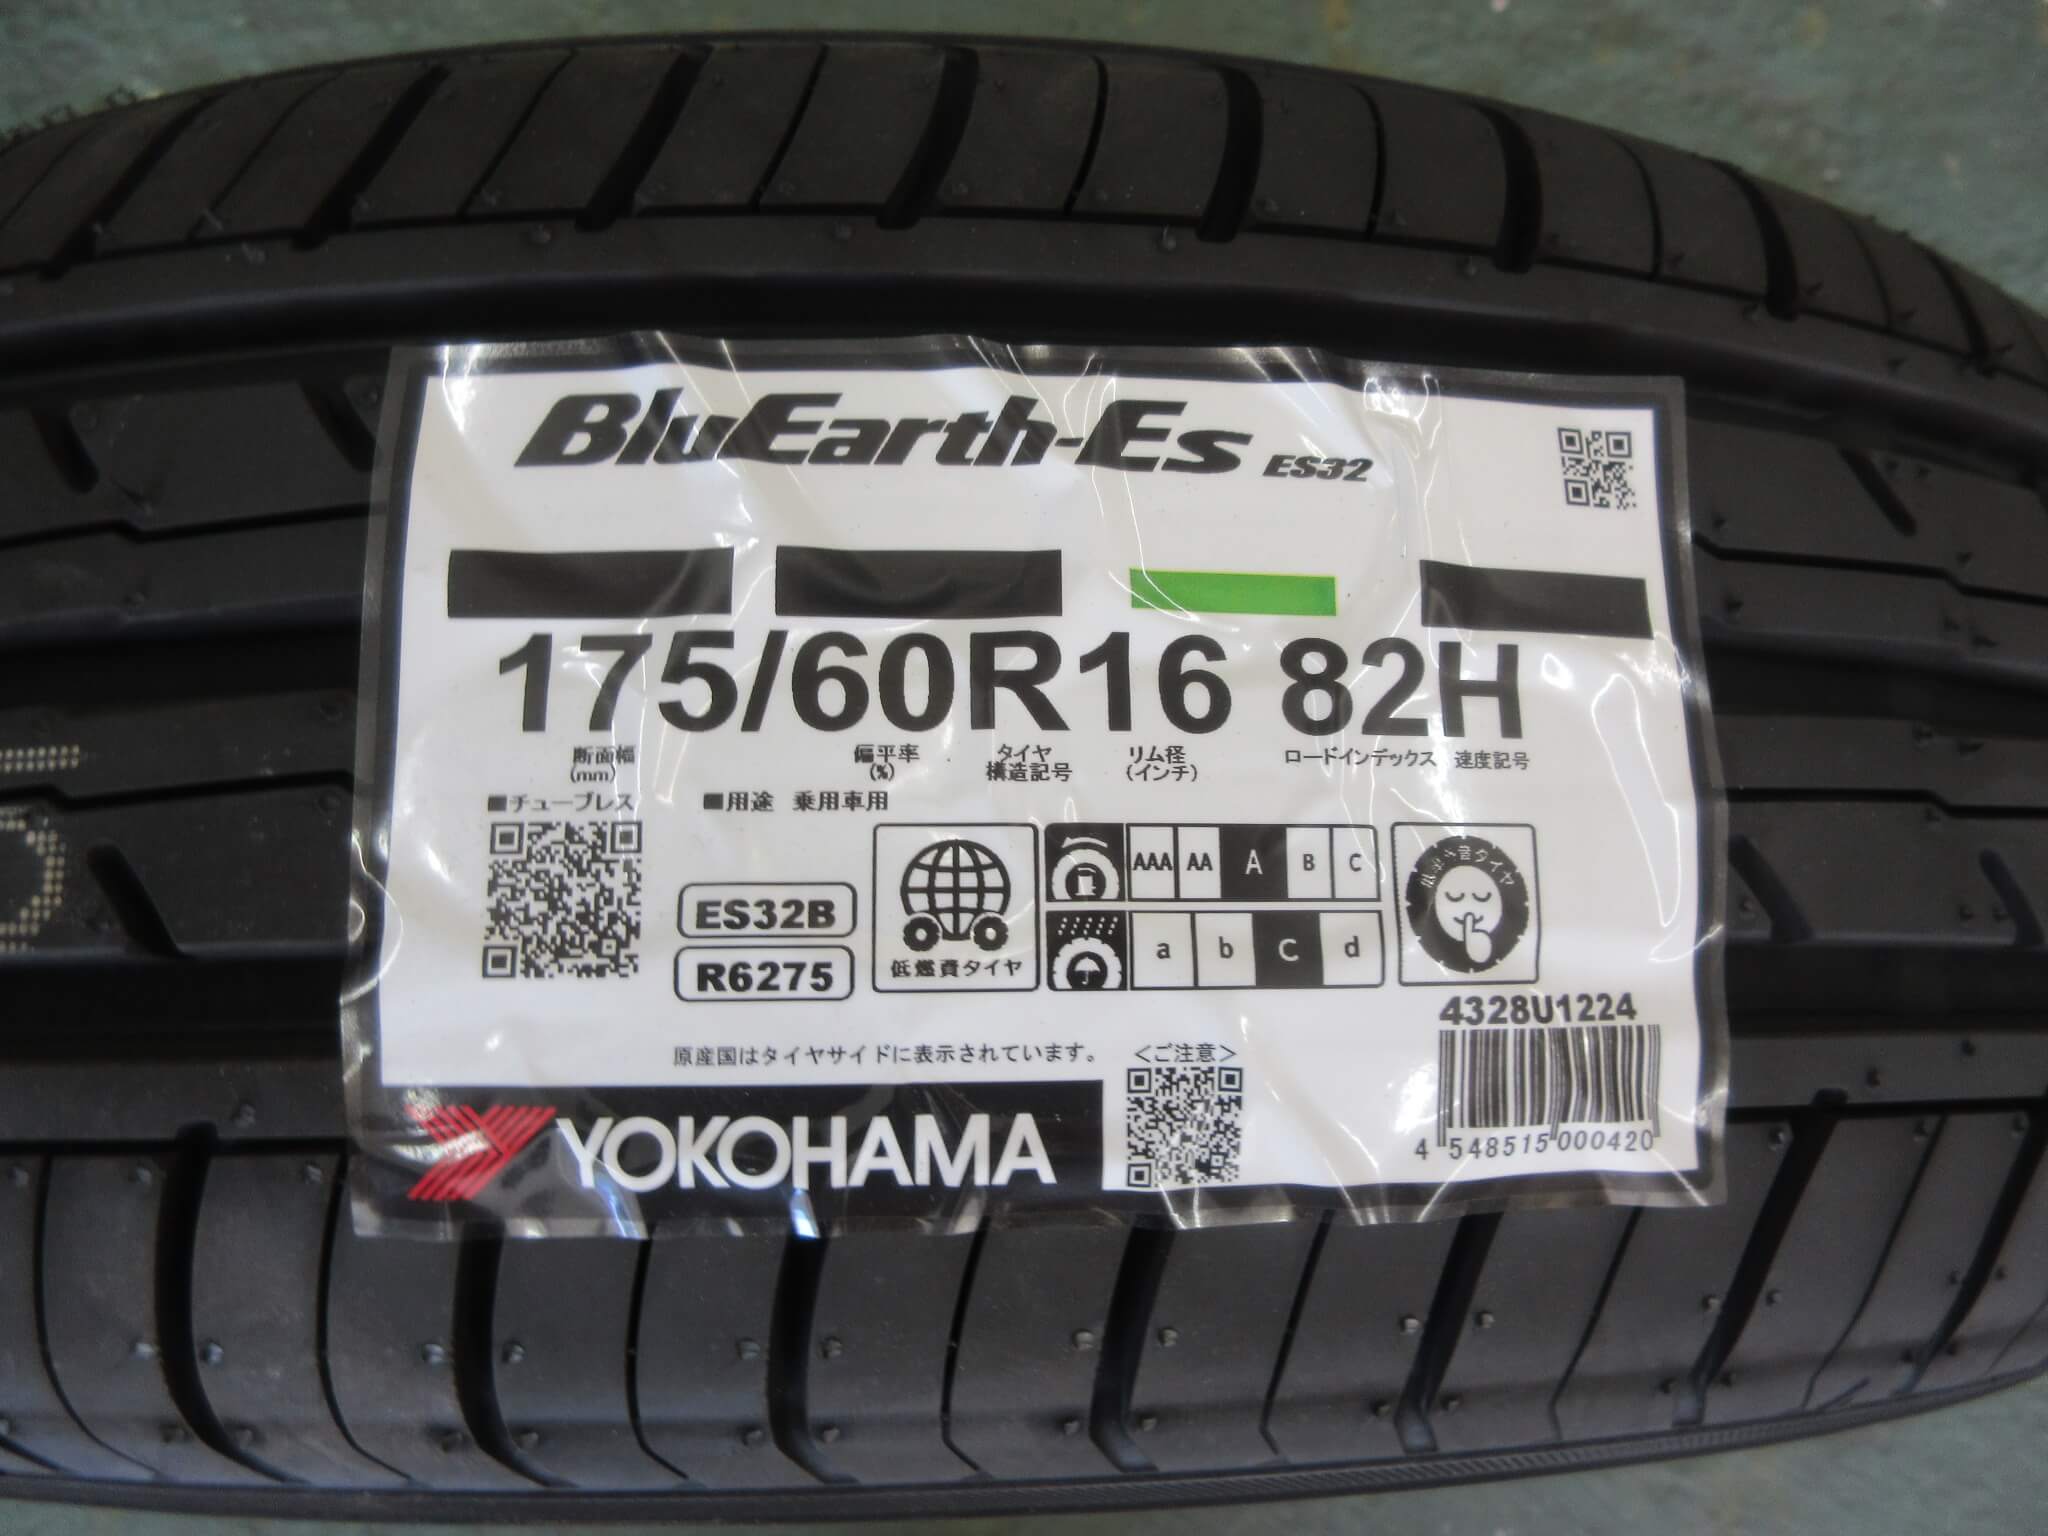 BluEarth-Es ES32
175/60R16 82H
断面幅 (mm)
偏平率 (%)
タイヤ 構造記号
リム径 (インチ)
ロードインデックス 速度記号
■チューブレス ■用途 乗用車用
ES32B
R6275
低燃費タイヤ
AAA AA A B C
a b c d
4328U1224
原産国はタイヤサイドに表示されています。
＜ご注意＞
YOKOHAMA
4 548515 000420